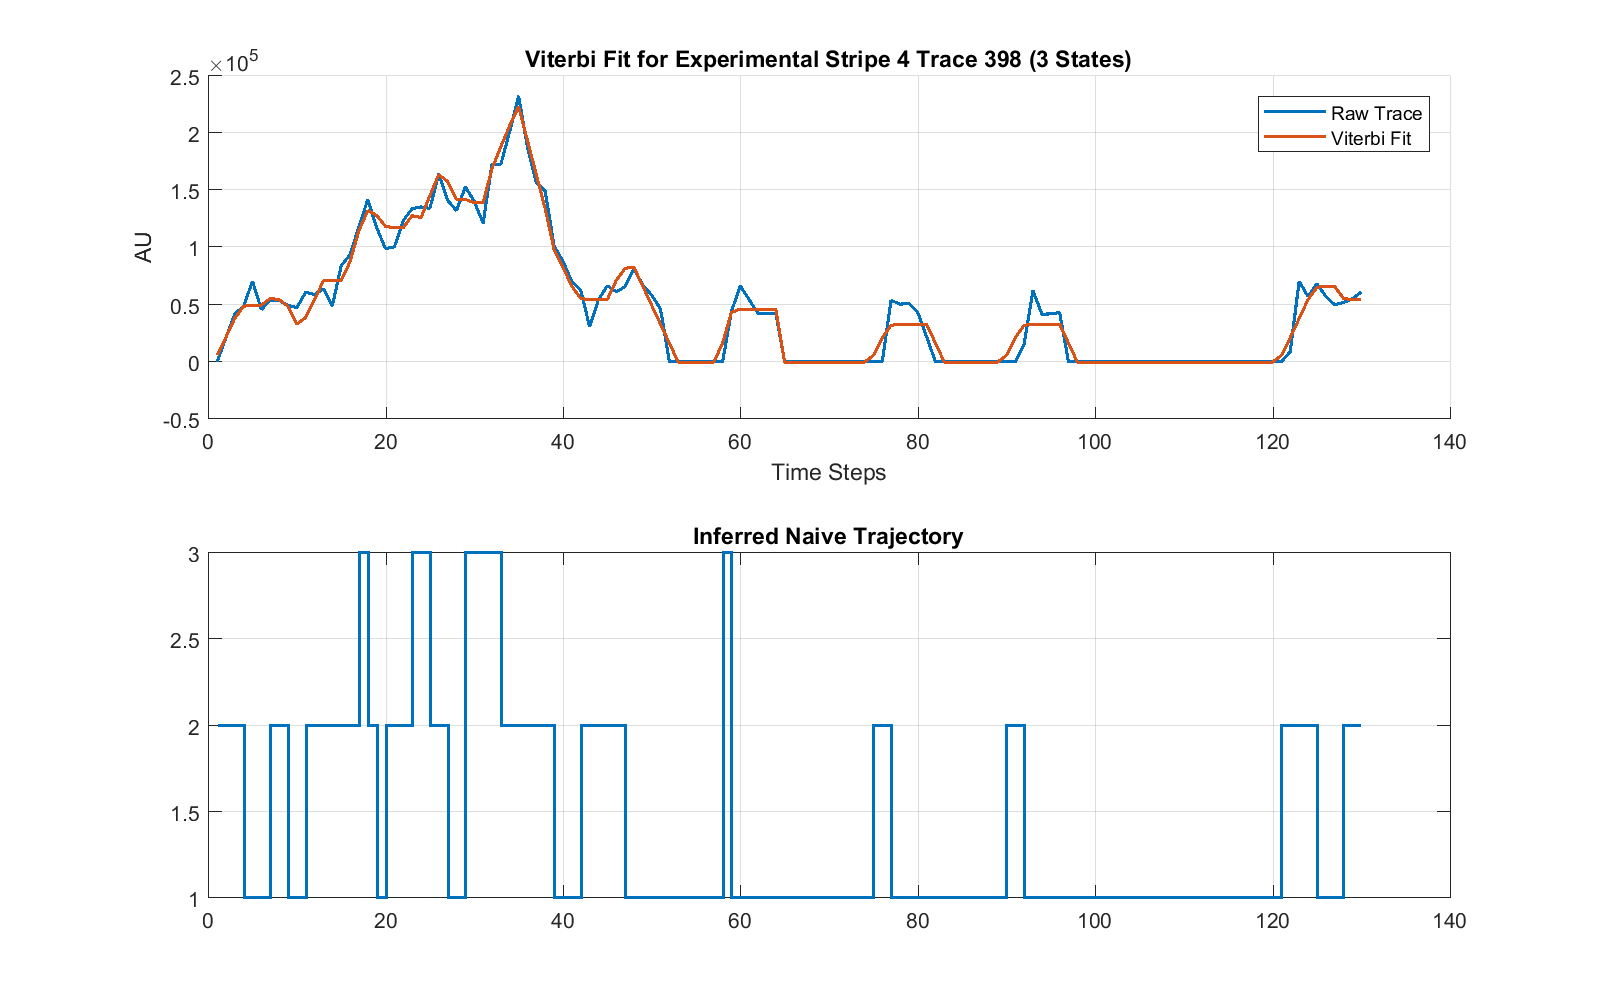 Viterbi Fit for Experimental Stripe 4 Trace 398 (3 States)
×10⁵
2.5
2
1.5
1
0.5
0
-0.5
AU
Raw Trace
Viterbi Fit
0 20 40 60 80 100 120 140
Time Steps
Inferred Naive Trajectory
3
2.5
2
1.5
1
0 20 40 60 80 100 120 140